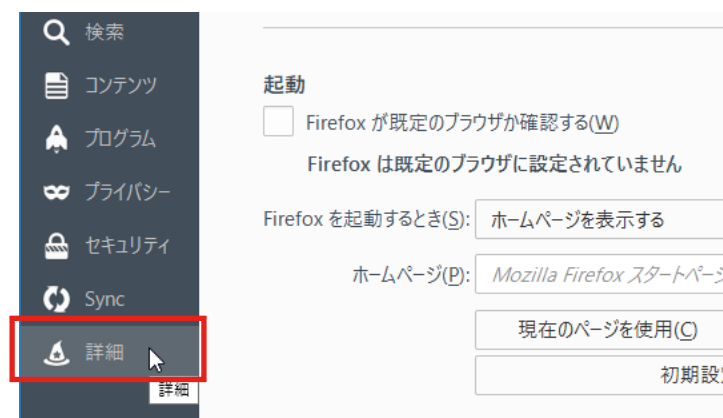 検索
コンテンツ
プログラム
プライバシー
セキュリティ
Sync
詳細
詳細
起動
Firefox が既定のブラウザか確認する(W)
Firefox は既定のブラウザに設定されていません
Firefox を起動するとき(S): ホームページを表示する
ホームページ(P): Mozilla Firefox スタートページ
現在のページを使用(C)
初期設定